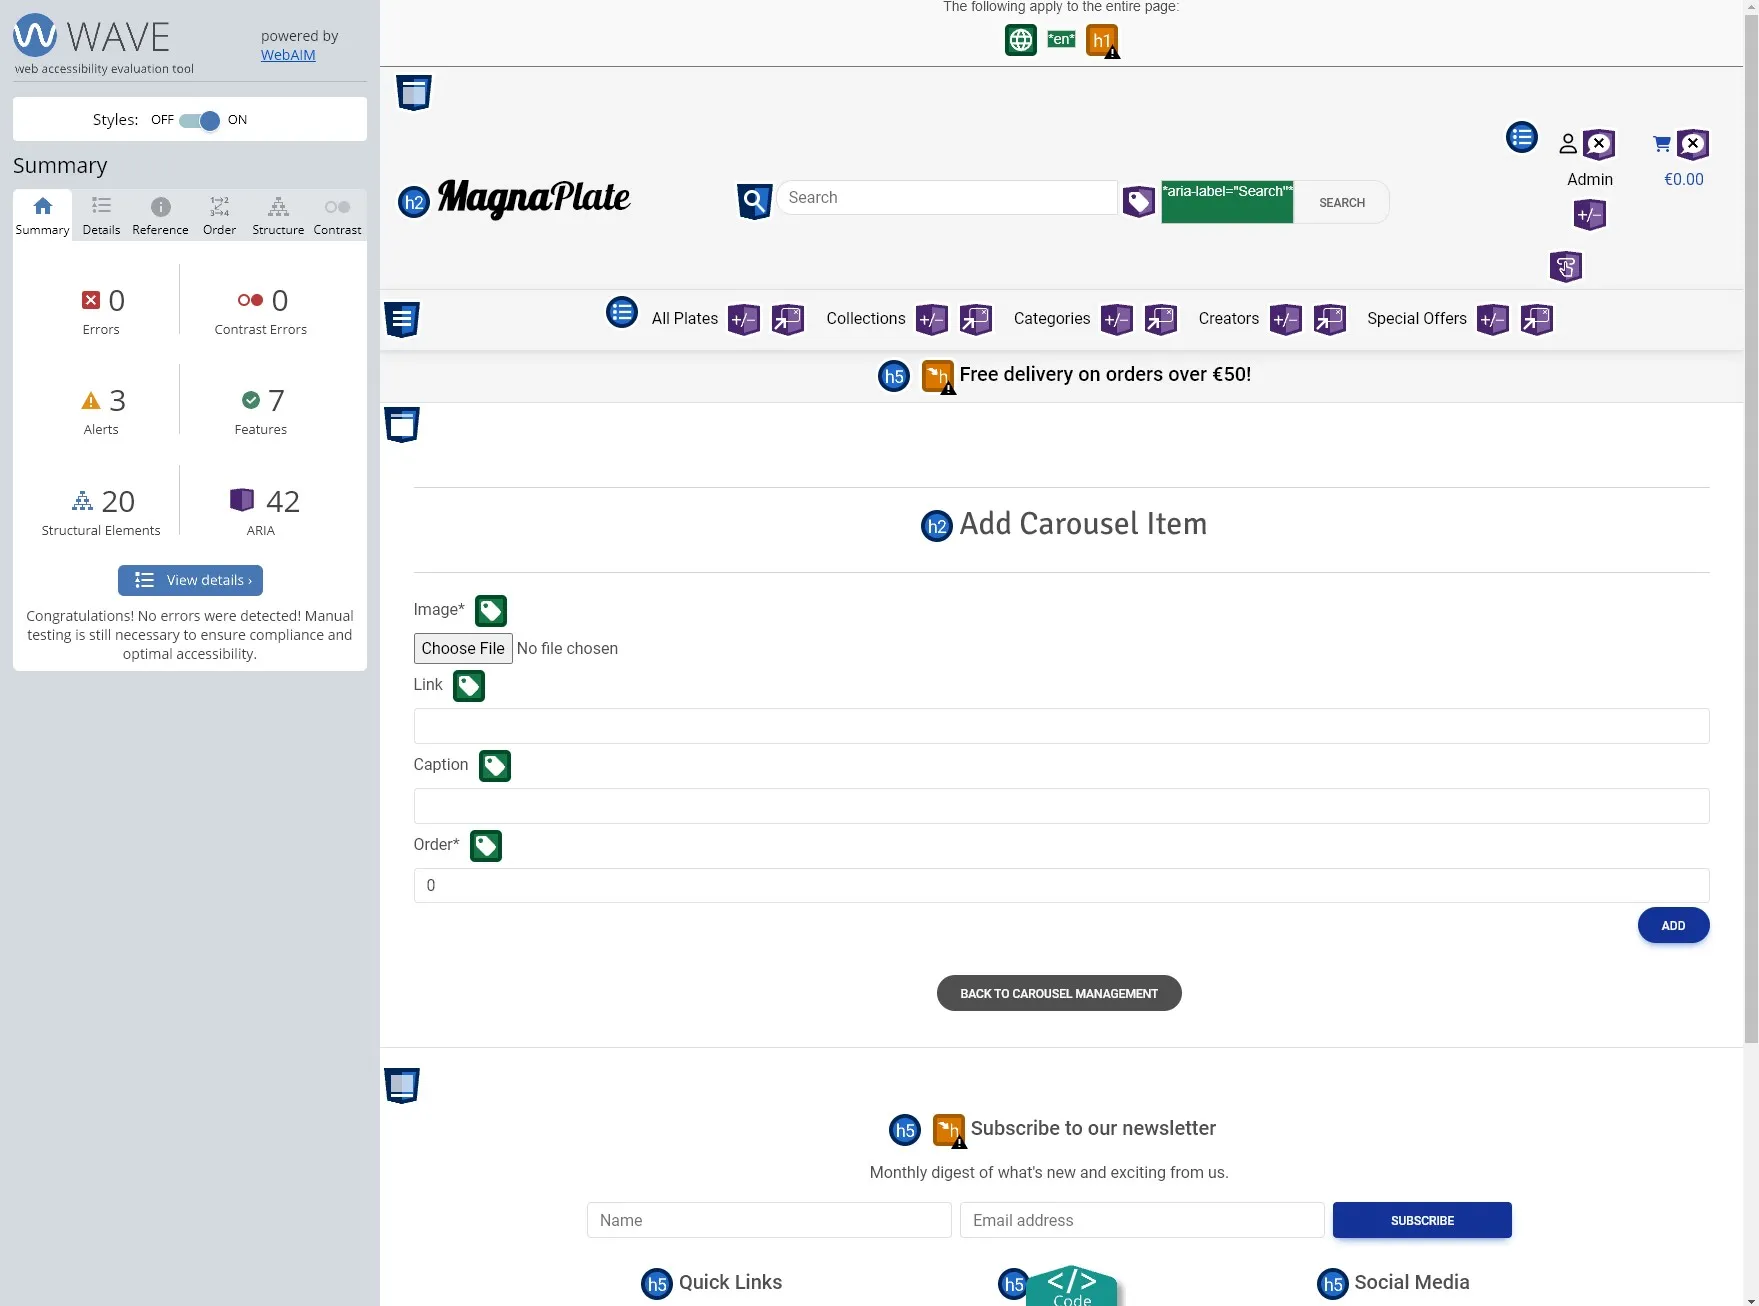 WAVE
web accessibility evaluation tool
powered by
WebAIM
Styles: OFF ON
Summary
Summary Details Reference Order Structure Contrast
0
Errors
0
Contrast Errors
3
Alerts
7
Features
20
Structural Elements
42
ARIA
View details ›
Congratulations! No errors were detected! Manual
testing is still necessary to ensure compliance and
optimal accessibility.
The following apply to the entire page:
*en* h1
h2 MagnaPlate
Search
*aria-label="Search"*
SEARCH
Admin
+/-
€0.00
All Plates +/- Collections +/- Categories +/- Creators +/- Special Offers +/-
h5 h Free delivery on orders over €50!
h2 Add Carousel Item
Image*
Choose File No file chosen
Link
Caption
Order*
0
ADD
BACK TO CAROUSEL MANAGEMENT
h5 h Subscribe to our newsletter
Monthly digest of what's new and exciting from us.
Name Email address SUBSCRIBE
h5 Quick Links h5 </> h5 Social Media
Code